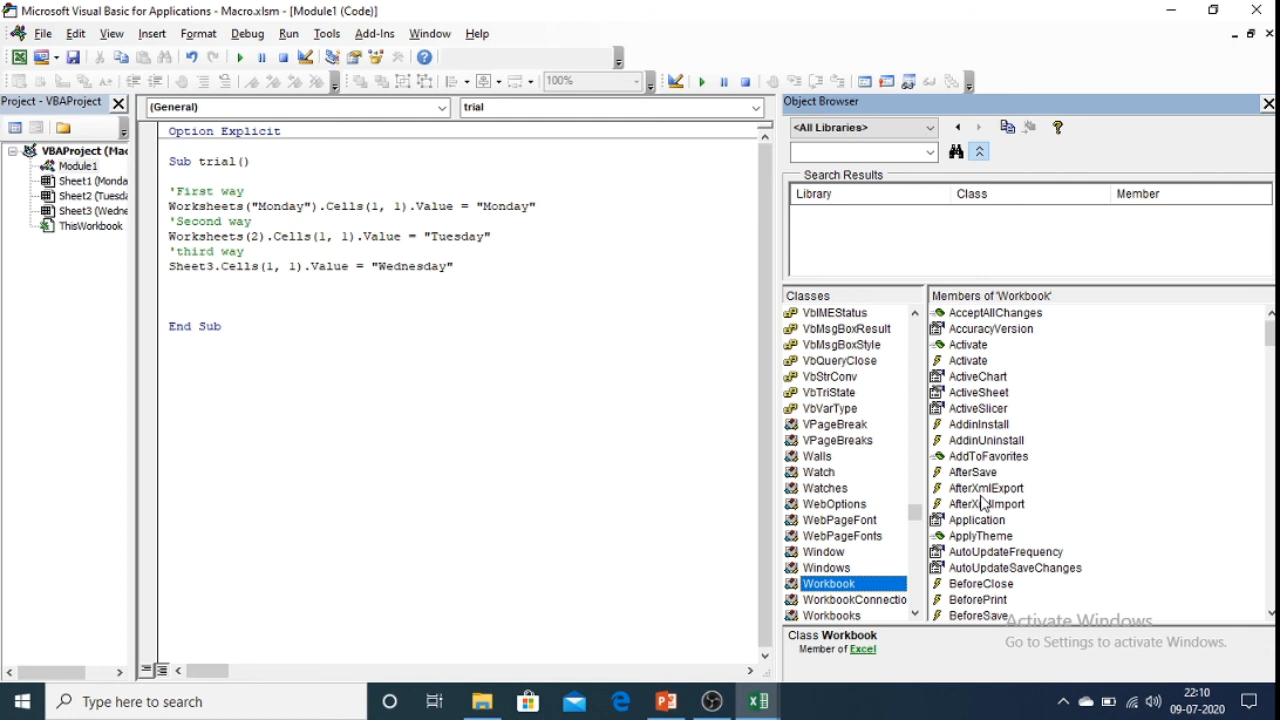 Microsoft Visual Basic for Applications - Macro.xlsm - [Module1 (Code)]
File Edit View Insert Format Debug Run Tools Add-Ins Window Help
100%
Project - VBAProject
VBAProject (Mac
Module1
Sheet1 (Monda
Sheet2 (Tuesda
Sheet3 (Wedne
ThisWorkbook
(General)
trial
Option Explicit
Sub trial()
'First way
Worksheets("Monday").Cells(1, 1).Value = "Monday"
'Second way
Worksheets(2).Cells(1, 1).Value = "Tuesday"
'third way
Sheet3.Cells(1, 1).Value = "Wednesday"
End Sub
Object Browser
<All Libraries>
Search Results
Library Class Member
Classes
VbIMEStatus
VbMsgBoxResult
VbMsgBoxStyle
VbQueryClose
VbStrConv
VbTriState
VbVarType
VPageBreak
VPageBreaks
Walls
Watch
Watches
WebOptions
WebPageFont
WebPageFonts
Window
Windows
Workbook
WorkbookConnectio
Workbooks
Members of 'Workbook'
AcceptAllChanges
AccuracyVersion
Activate
Activate
ActiveChart
ActiveSheet
ActiveSlicer
AddinInstall
AddinUninstall
AddToFavorites
AfterSave
AfterXmlExport
AfterXmlImport
Application
ApplyTheme
AutoUpdateFrequency
AutoUpdateSaveChanges
BeforeClose
BeforePrint
BeforeSave
Class Workbook
Member of Excel
Activate Windows
Go to Settings to activate Windows.
Type here to search
22:10
09-07-2020